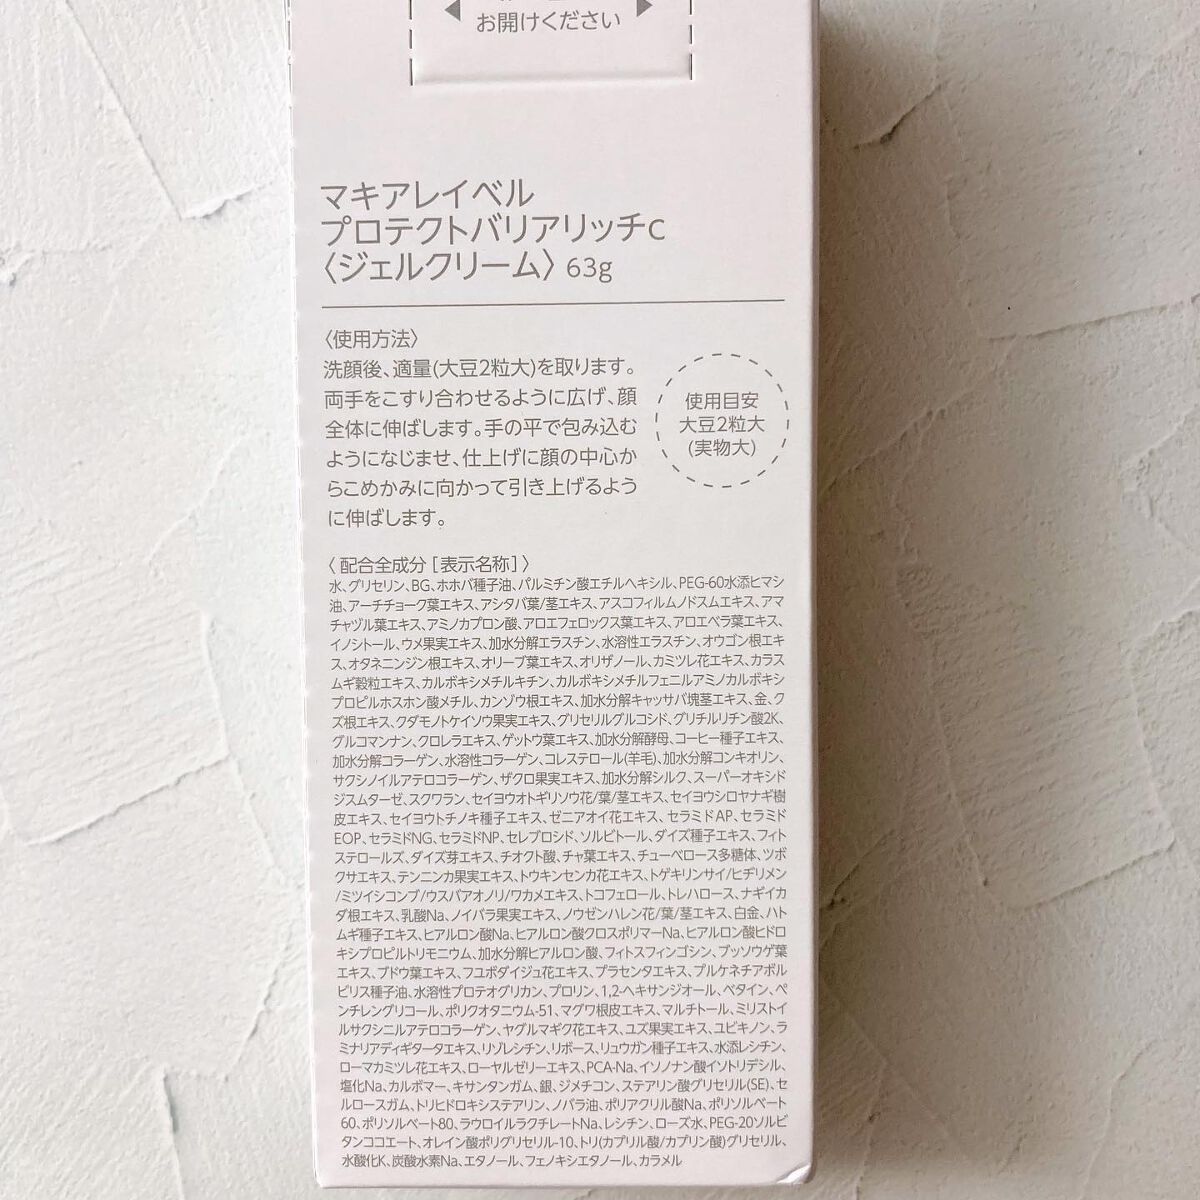 お開けください
マキアレイベル
プロテクトバリアリッチc
〈ジェルクリーム〉 63g
〈使用方法〉
洗顔後、適量(大豆2粒大)を取ります。
両手をこすり合わせるように広げ、顔
全体に伸ばします。手の平で包み込む
ようになじませ、仕上げに顔の中心か
らこめかみに向かって引き上げるよう
に伸ばします。
使用目安
大豆2粒大
(実物大)
〈 配合全成分 [表示名称] 〉
水、グリセリン、BG、ホホバ種子油、パルミチン酸エチルヘキシル、PEG-60水添ヒマシ
油、アーチチョーク葉エキス、アシタバ葉/茎エキス、アスコフィルムノドスムエキス、アマ
チャヅル葉エキス、アミノカプロン酸、アロエフェロックス葉エキス、アロエベラ葉エキス、
イノシトール、ウメ果実エキス、加水分解エラスチン、水溶性エラスチン、オウゴン根エキ
ス、オタネニンジン根エキス、オリーブ葉エキス、オリザノール、カミツレ花エキス、カラス
ムギ穀粒エキス、カルボキシメチルキチン、カルボキシメチルフェニルアミノカルボキシ
プロピルホスホン酸メチル、カンゾウ根エキス、加水分解キャッサバ塊茎エキス、金、ク
ズ根エキス、クダモノトケイソウ果実エキス、グリセリルグルコシド、グリチルリチン酸2K、
グルコマンナン、クロレラエキス、ゲットウ葉エキス、加水分解酵母、コーヒー種子エキス、
加水分解コラーゲン、水溶性コラーゲン、コレステロール(羊毛)、加水分解コンキオリン、
サクシノイルアテロコラーゲン、ザクロ果実エキス、加水分解シルク、スーパーオキシド
ジスムターゼ、スクワラン、セイヨウオトギリソウ花/葉/茎エキス、セイヨウシロヤナギ樹
皮エキス、セイヨウトチノキ種子エキス、ゼニアオイ花エキス、セラミドAP、セラミド
EOP、セラミドNG、セラミドNP、セレブロシド、ソルビトール、ダイズ種子エキス、フィト
ステロールズ、ダイズ芽エキス、チオクト酸、チャ葉エキス、チューベロース多糖体、ツボ
クサエキス、テンニンカ果実エキス、トウキンセンカ花エキス、トゲキリンサイ/ヒヂリメン
/ミツイシコンブ/ウスバアオノリ/ワカメエキス、トコフェロール、トレハロース、ナギイカ
ダ根エキス、乳酸Na、ノイバラ果実エキス、ノウゼンハレン花/葉/茎エキス、白金、ハト
ムギ種子エキス、ヒアルロン酸Na、ヒアルロン酸クロスポリマーNa、ヒアルロン酸ヒドロ
キシプロピルトリモニウム、加水分解ヒアルロン酸、フィトスフィンゴシン、ブッソウゲ葉
エキス、ブドウ葉エキス、フユボダイジュ花エキス、プラセンタエキス、プルケネチアボル
ビリス種子油、水溶性プロテオグリカン、プロリン、1,2-ヘキサンジオール、ベタイン、ペ
ンチレングリコール、ポリクオタニウム-51、マグワ根皮エキス、マルチトール、ミリストイ
ルサクシニルアテロコラーゲン、ヤグルマギク花エキス、ユズ果実エキス、ユビキノン、ラ
ミナリアディギタータエキス、リゾレシチン、リボース、リュウガン種子エキス、水添レシチン、
ローマカミツレ花エキス、ローヤルゼリーエキス、PCA-Na、イソノナン酸イソトリデシル、
塩化Na、カルボマー、キサンタンガム、銀、ジメチコン、ステアリン酸グリセリル(SE)、セ
ルロースガム、トリヒドロキシステアリン、ノバラ油、ポリアクリル酸Na、ポリソルベート
60、ポリソルベート80、ラウロイルラクチレートNa、レシチン、ローズ水、PEG-20ソルビ
タンココエート、オレイン酸ポリグリセリル-10、トリ(カプリル酸/カプリン酸)グリセリル、
水酸化K、炭酸水素Na、エタノール、フェノキシエタノール、カラメル